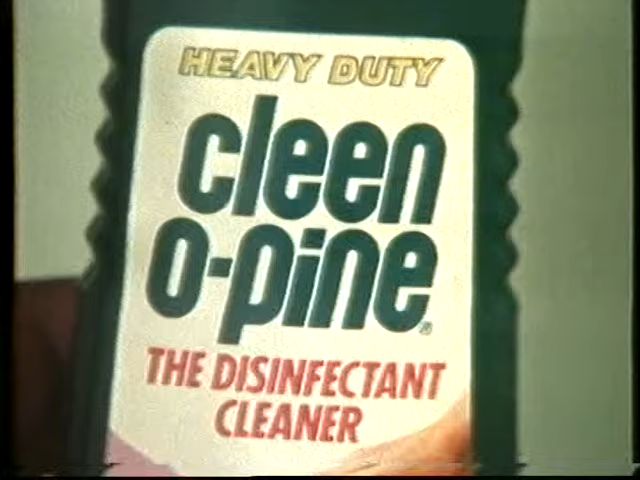 HEAVY DUTY
cleen
o-pine®
THE DISINFECTANT
CLEANER